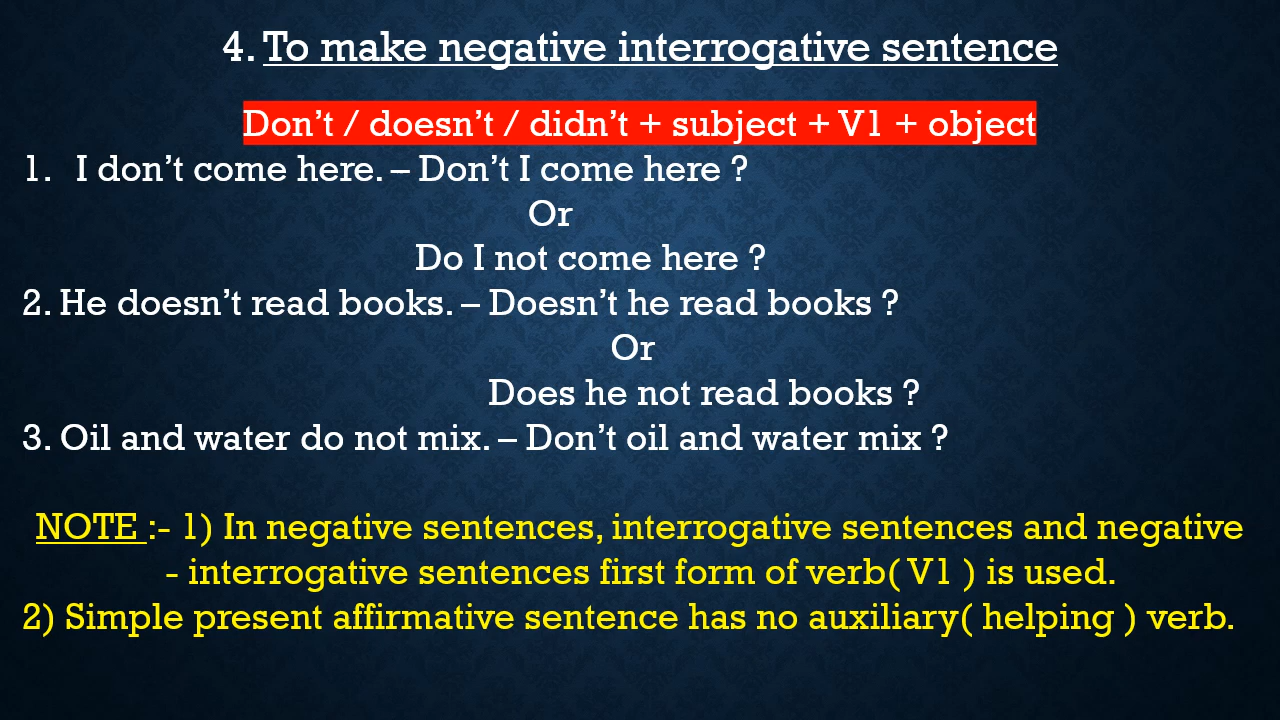 4. To make negative interrogative sentence
Don’t / doesn’t / didn’t + subject + V1 + object
1. I don’t come here. – Don’t I come here ?
Or
Do I not come here ?
2. He doesn’t read books. – Doesn’t he read books ?
Or
Does he not read books ?
3. Oil and water do not mix. – Don’t oil and water mix ?
NOTE :- 1) In negative sentences, interrogative sentences and negative
- interrogative sentences first form of verb( V1 ) is used.
2) Simple present affirmative sentence has no auxiliary( helping ) verb.